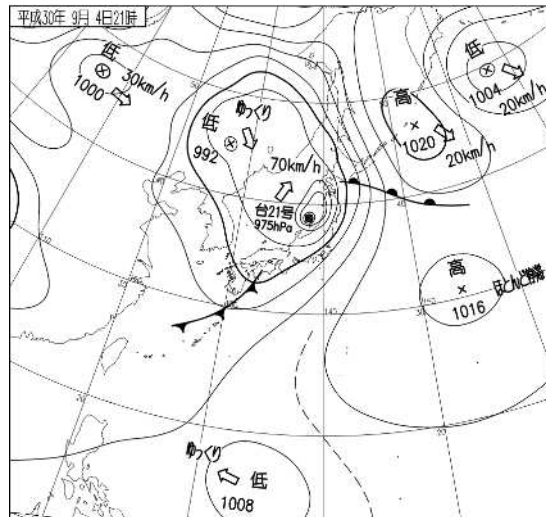 平成30年 9月 4日21時
低
1000
30km/h
低
992
ゆっくり
70km/h
台21号
975hPa
高
1020
20km/h
低
1004
20km/h
高
1016
ほとんど停滞
ゆっくり
低
1008
140